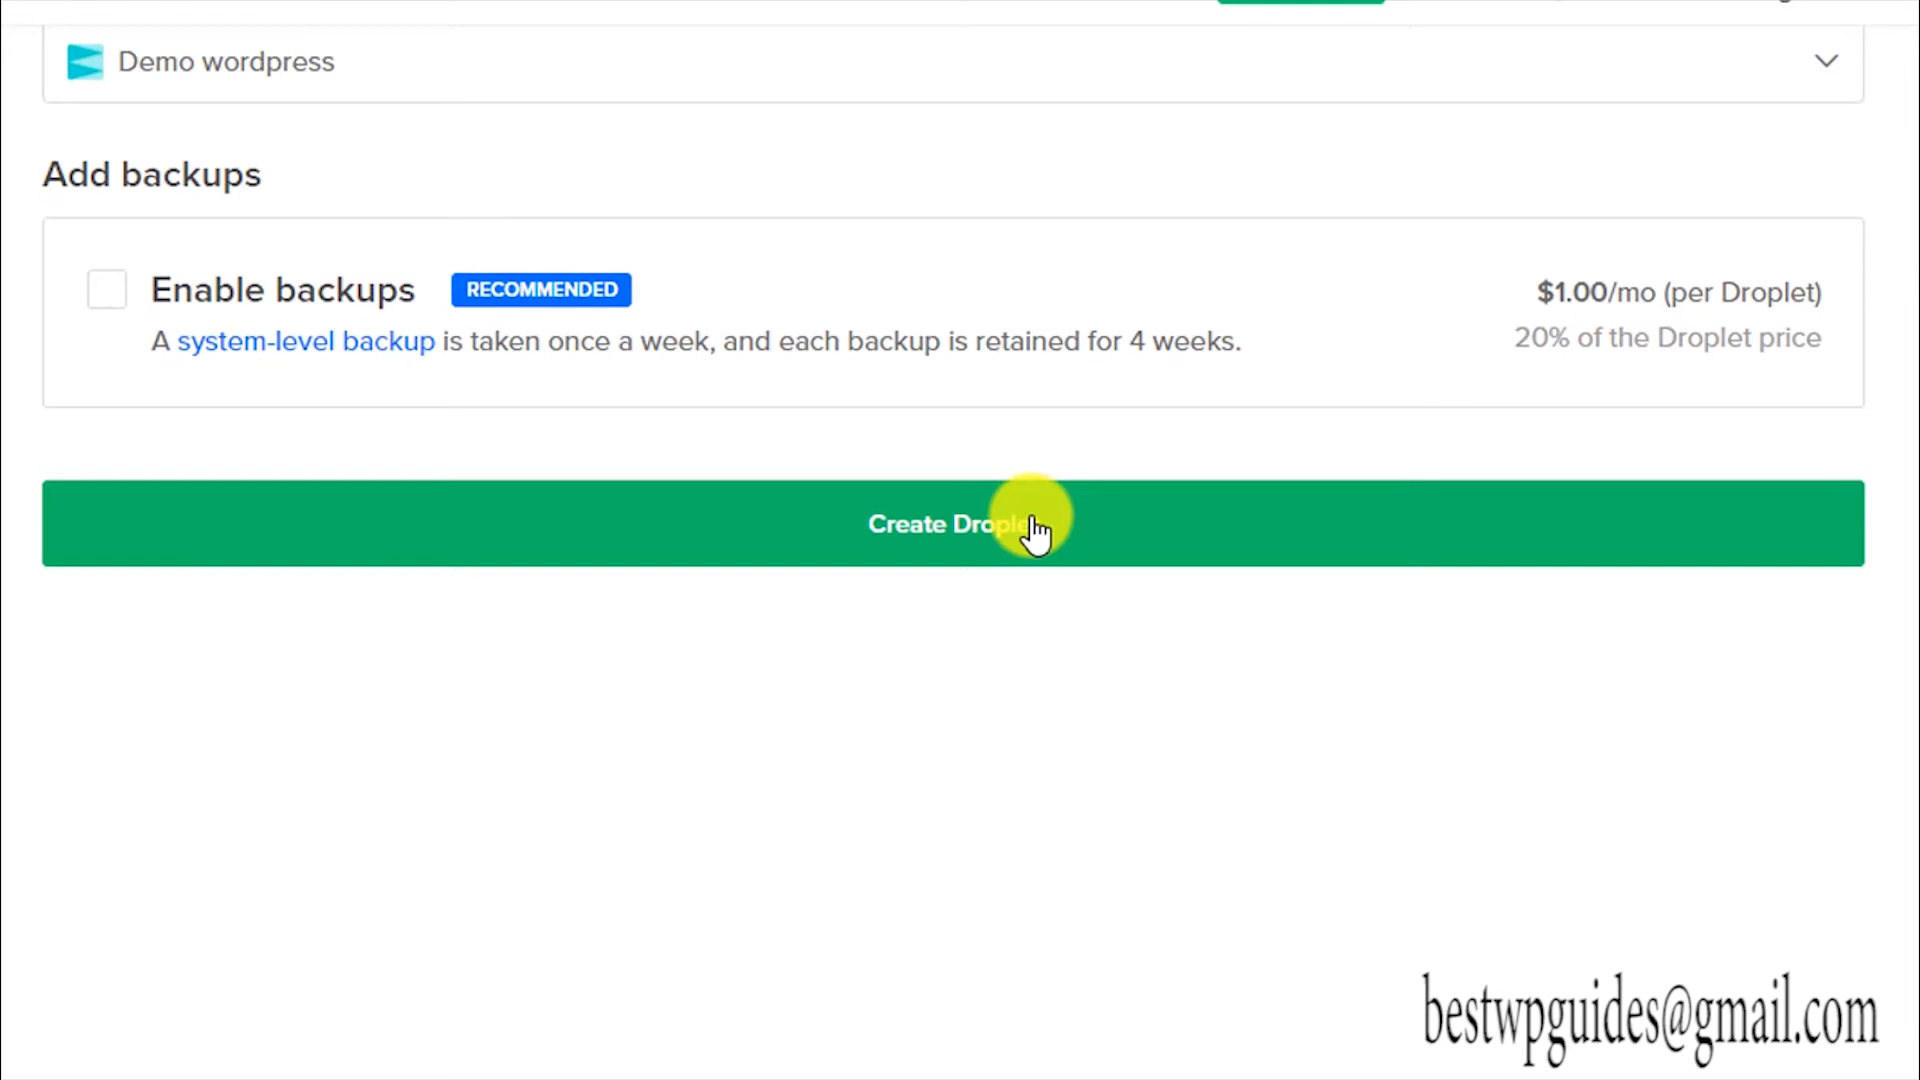 Demo wordpress
Add backups
Enable backups RECOMMENDED
$1.00/mo (per Droplet)
A system-level backup is taken once a week, and each backup is retained for 4 weeks.
20% of the Droplet price
Create Droplet
bestwpguides@gmail.com